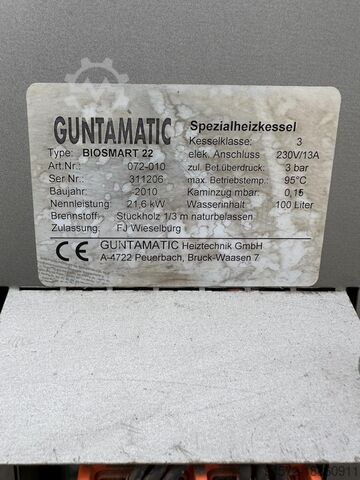 GUNTAMATIC Spezialheizkessel
Type: BIOSMART 22 Kesselklasse: 3
Art.Nr.: 072-010 elek. Anschluss 230V/13A
Ser Nr.: 311206 zul. Bet überdruck.: 3 bar
Baujahr: 2010 max. Betriebstemp.: 95°C
Nennleistung: 21,6 kW Kaminzug mbar: 0,15
Brennstoff: Stückholz 1/3 m naturbelassen Wasserinhalt 100 Liter
Zulassung: FJ Wieselburg
CE GUNTAMATIC Heiztechnik GmbH
A-4722 Peuerbach, Bruck-Waasen 7